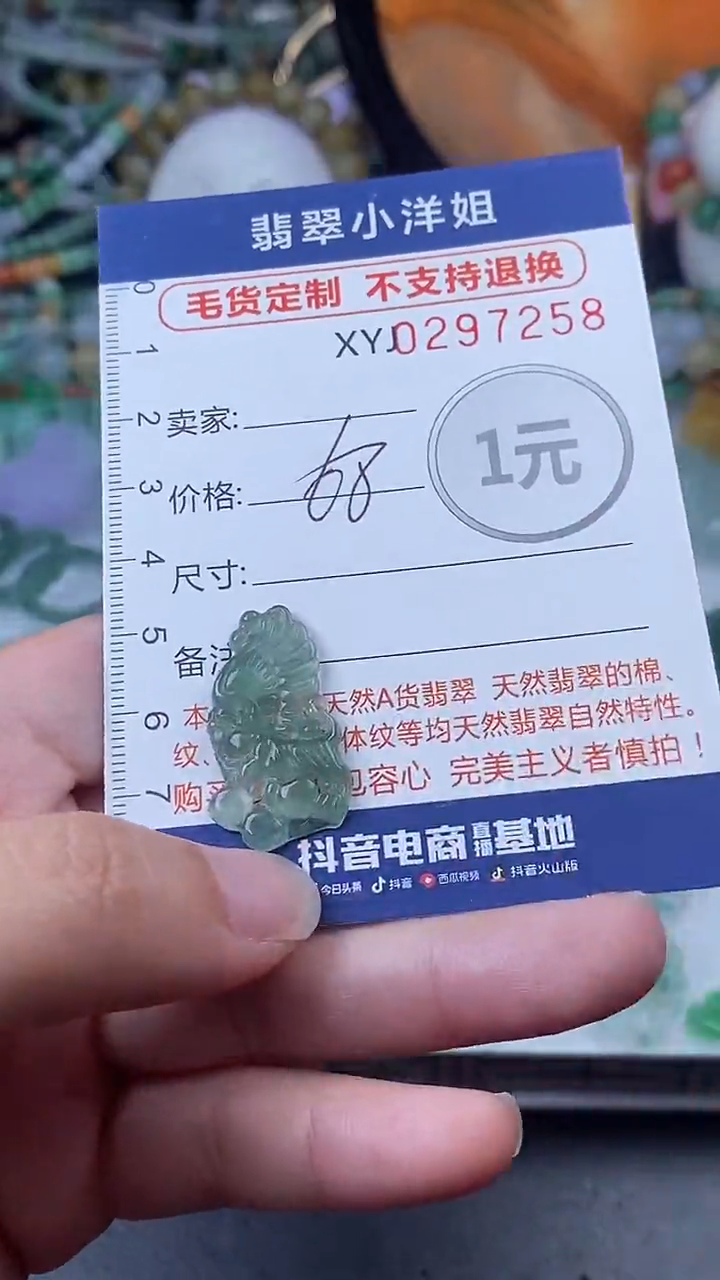 翡翠小洋姐
毛货定制 不支持退换
XYJ0297258
0
1
2
3
4
5
6
7
卖家:
价格: 68
1元
尺寸:
备注
本 天然A货翡翠 天然翡翠的棉、
纹、 体纹等均天然翡翠自然特性。
购 包容心 完美主义者慎拍！
抖音电商直播基地
今日头条 抖音 西瓜视频 抖音火山版